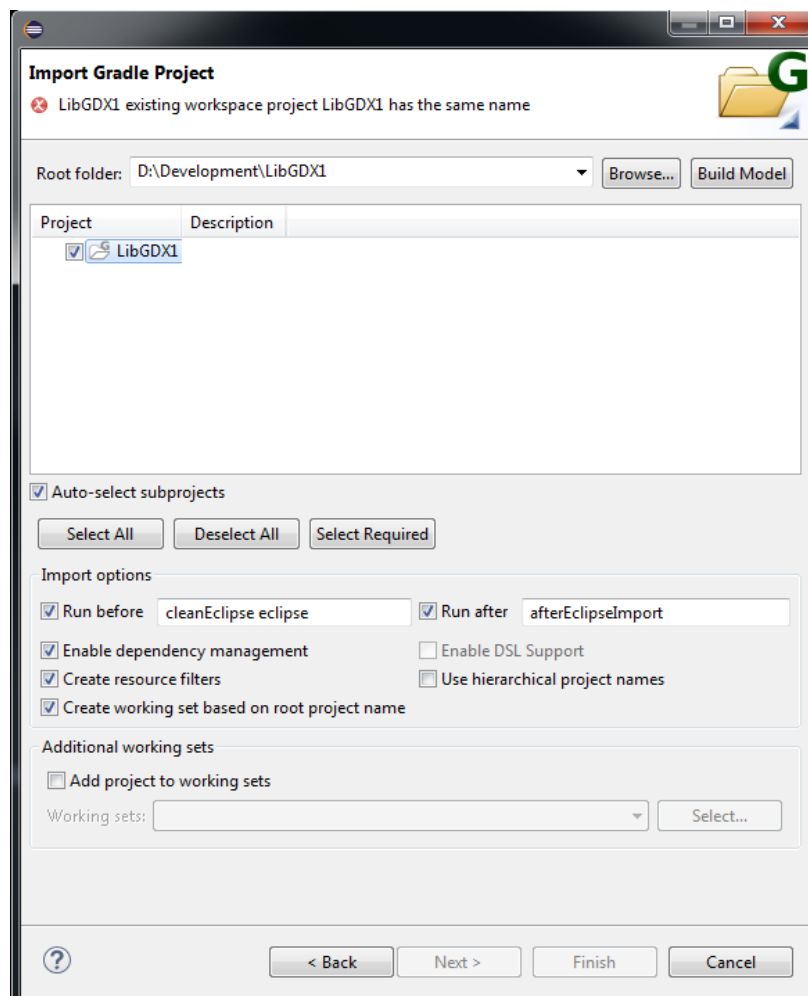 Import Gradle Project
LibGDX1 existing workspace project LibGDX1 has the same name
G
Root folder: D:\Development\LibGDX1 Browse... Build Model
Project Description
G LibGDX1
Auto-select subprojects
Select All Deselect All Select Required
Import options
Run before cleanEclipse eclipse Run after afterEclipseImport
Enable dependency management Enable DSL Support
Create resource filters Use hierarchical project names
Create working set based on root project name
Additional working sets
Add project to working sets
Working sets: Select...
? < Back Next > Finish Cancel